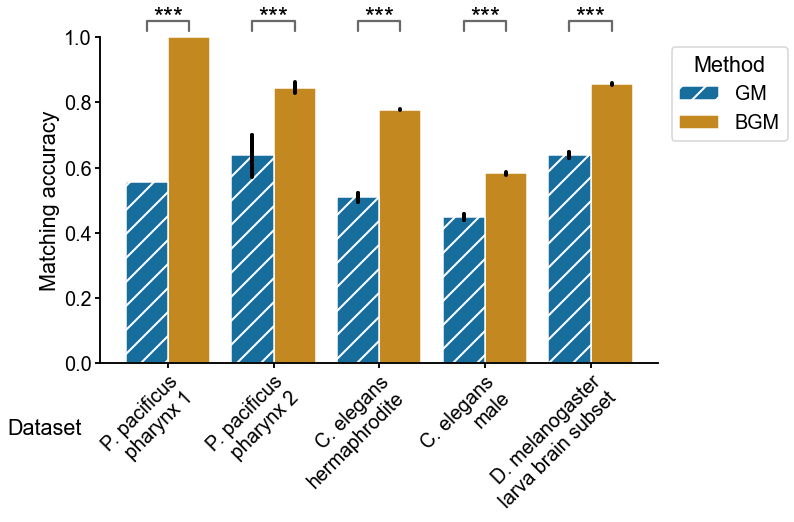 *** *** *** *** ***
Method
GM
BGM
Matching accuracy
1.0
0.8
0.6
0.4
0.2
0.0
Dataset
P. pacificus
pharynx 1
P. pacificus
pharynx 2
C. elegans
hermaphrodite
C. elegans
male
D. melanogaster
larva brain subset